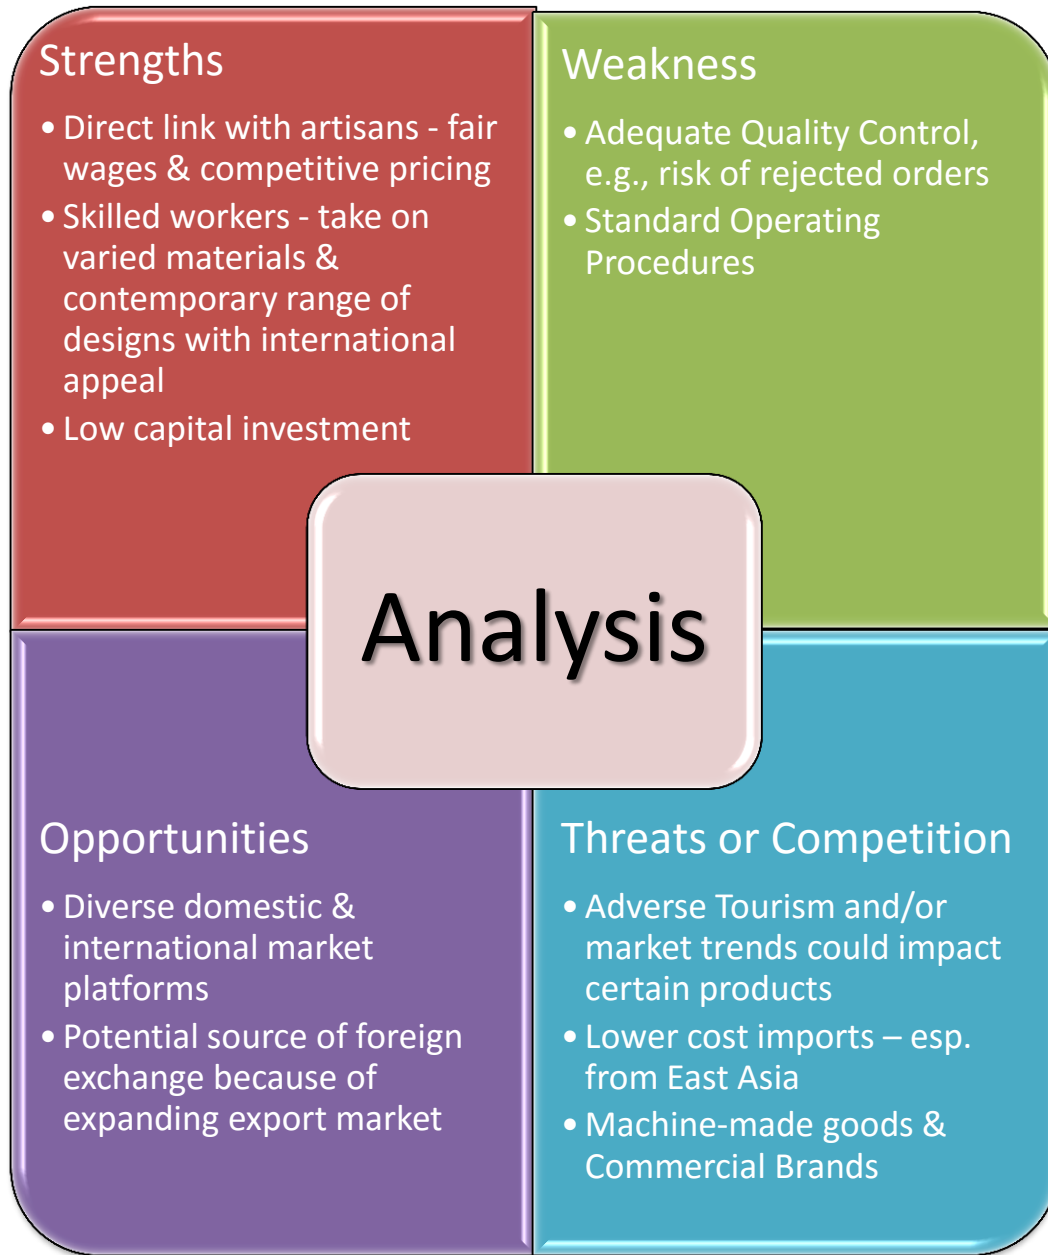 Strengths
• Direct link with artisans - fair
wages & competitive pricing
• Skilled workers - take on
varied materials &
contemporary range of
designs with international
appeal
• Low capital investment
Weakness
• Adequate Quality Control,
e.g., risk of rejected orders
• Standard Operating
Procedures
Analysis
Opportunities
• Diverse domestic &
international market
platforms
• Potential source of foreign
exchange because of
expanding export market
Threats or Competition
• Adverse Tourism and/or
market trends could impact
certain products
• Lower cost imports – esp.
from East Asia
• Machine-made goods &
Commercial Brands